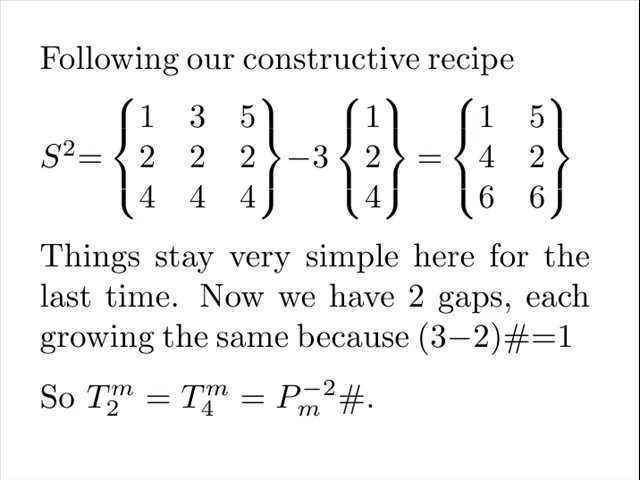 Following our constructive recipe
S²= {1 3 5
2 2 2
4 4 4} −3 {1
2
4} = {1 5
4 2
6 6}
Things stay very simple here for the
last time. Now we have 2 gaps, each
growing the same because (3−2)#=1
So T₂ᵐ = T₄ᵐ = Pₘ⁻²#.